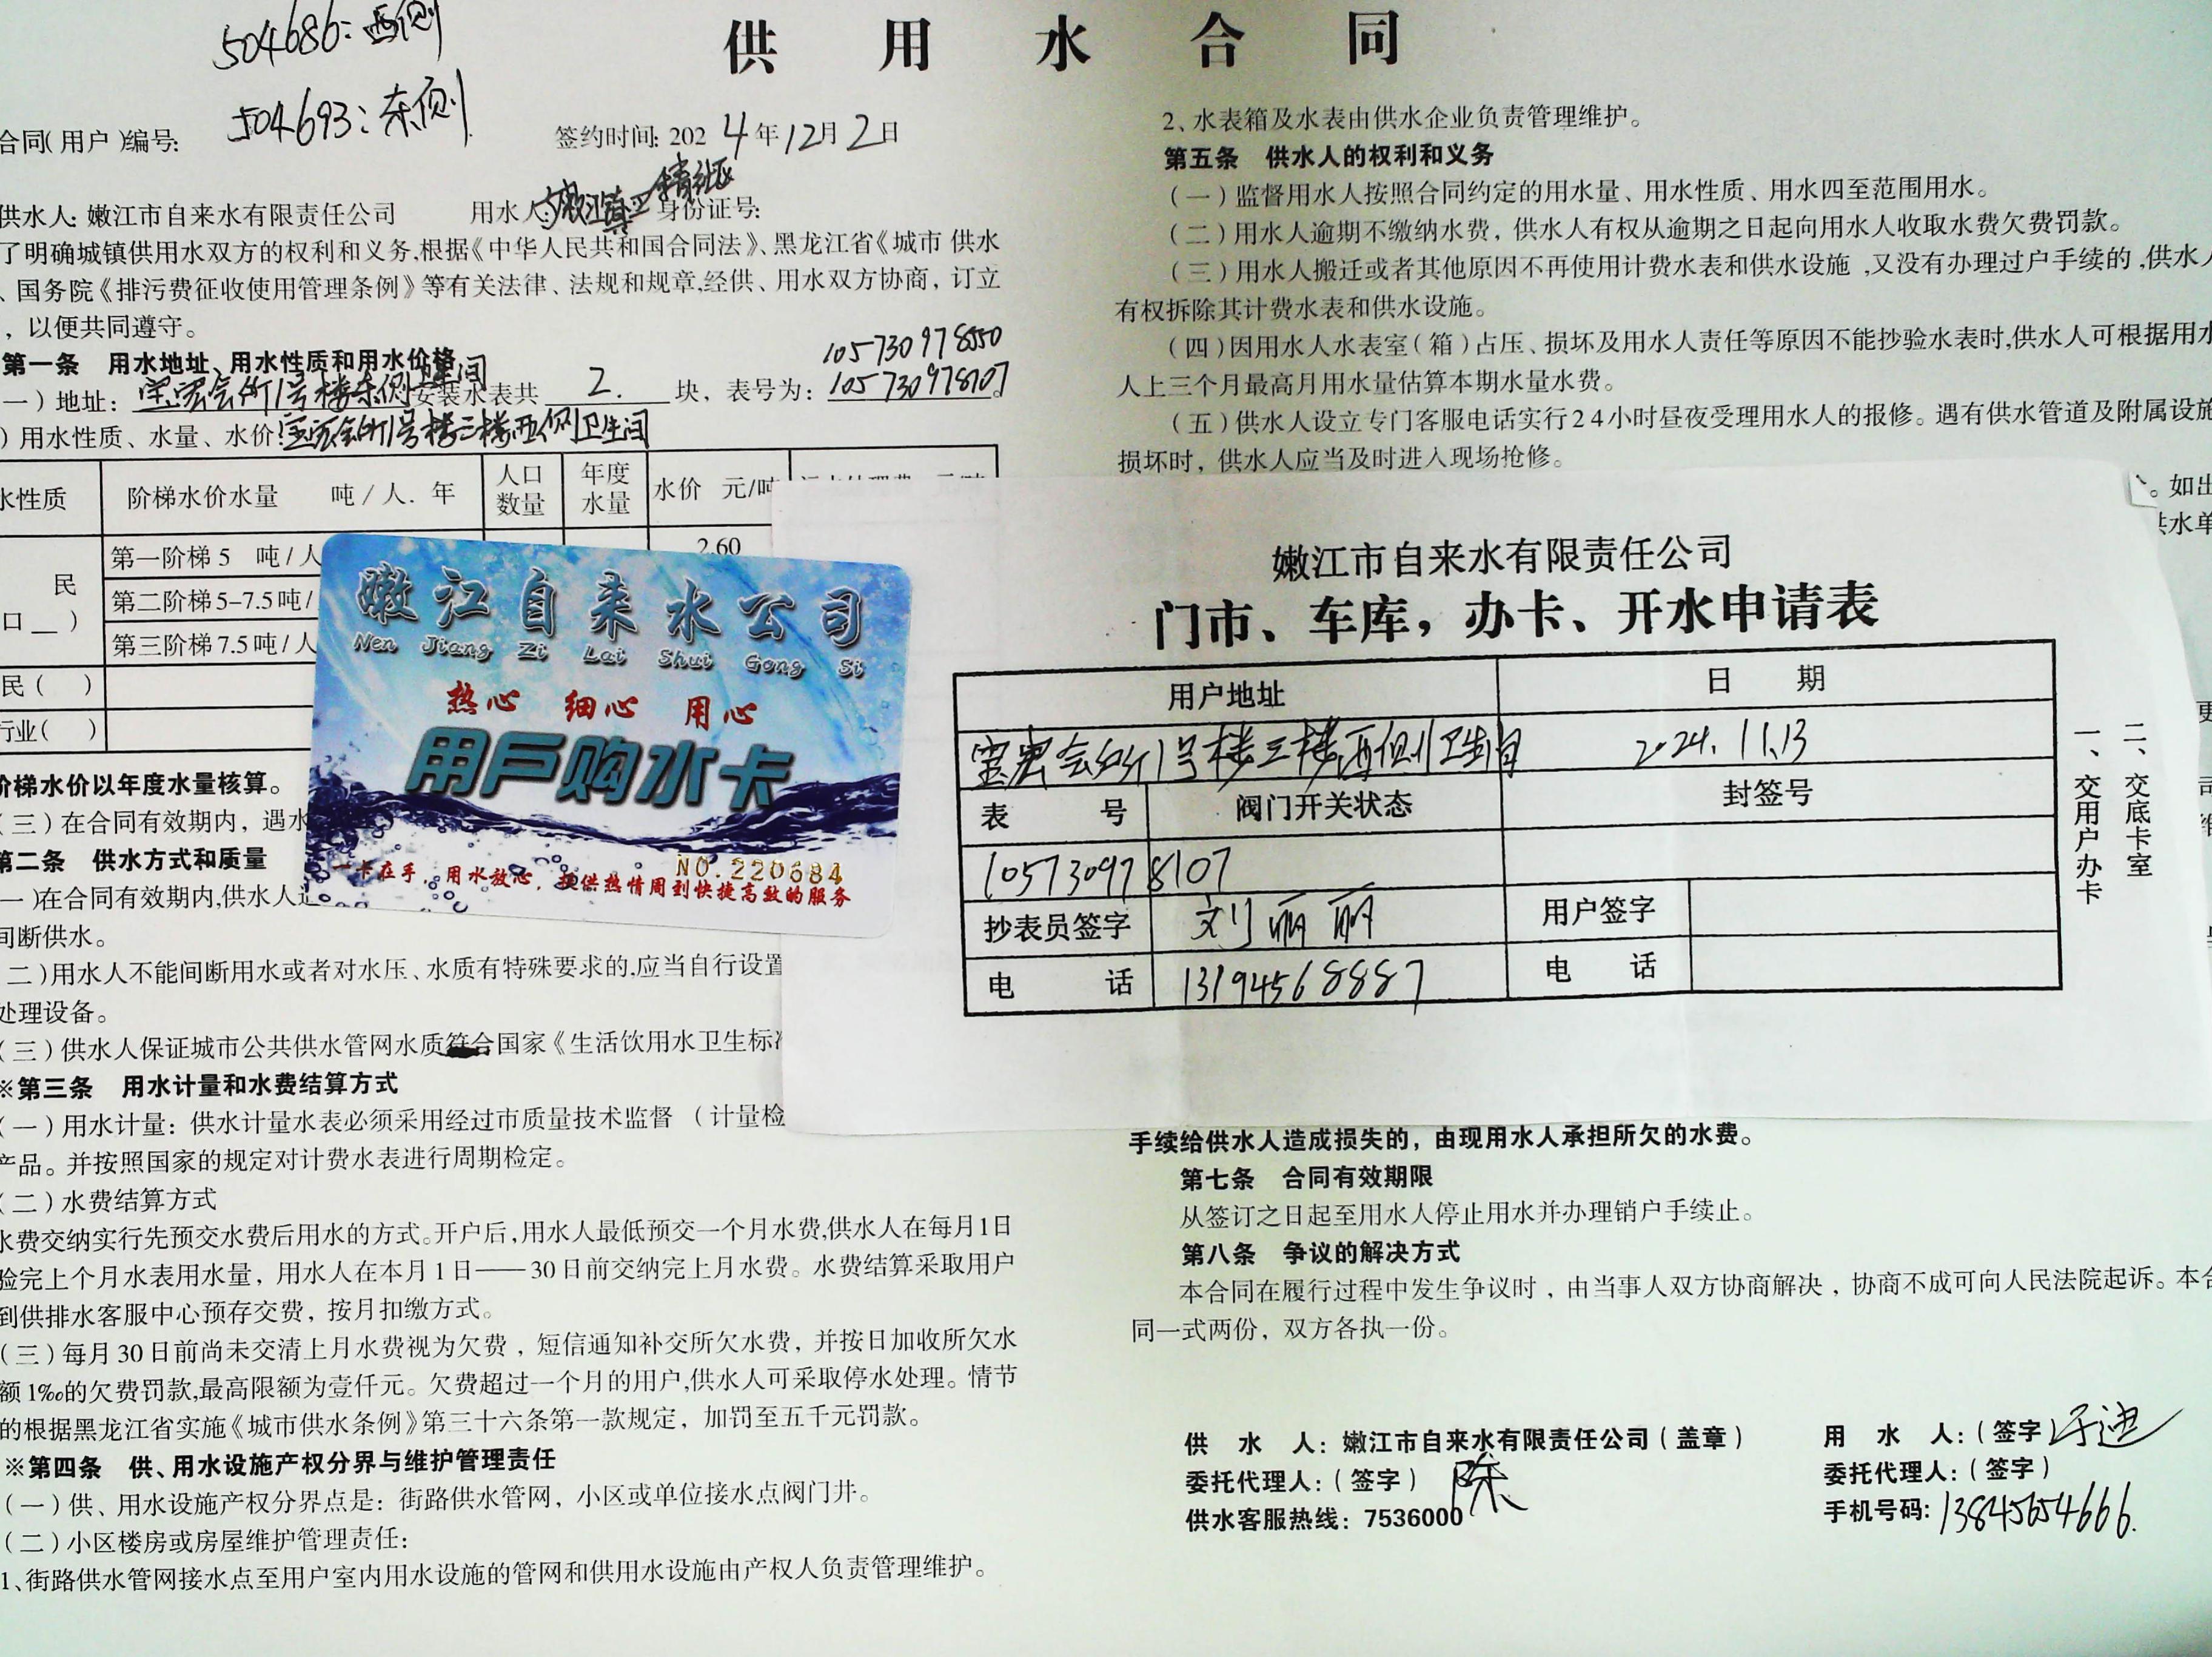 504686：西侧
504693：东侧
供用水合同
合同（用户）编号：
签约时间：2024年12月2日
供水人：嫩江市自来水有限责任公司 用水人： 身份证号：
了明确城镇供用水双方的权利和义务，根据《中华人民共和国合同法》、黑龙江省《城市 供水
、国务院《排污费征收使用管理条例》等有关法律、法规和规章，经供、用水双方协商，订立
，以便共同遵守。
第一条 用水地址、用水性质和用水价格
一）地址：宝宏会所1号楼东侧 安装水表共 2. 块，表号为：105730978550
105730978107。
）用水性质、水量、水价：宝宏会所1号楼三楼西侧卫生间
水性质 阶梯水价水量 吨/人．年 人口数量 年度水量 水价 元/吨
民
口__）
第一阶梯5 吨/人 2.60
第二阶梯5-7.5吨/
第三阶梯7.5吨/人
民（ ）
行业（ ）
阶梯水价以年度水量核算。
（三）在合同有效期内，遇水
第二条 供水方式和质量
一）在合同有效期内，供水人
间断供水。
二）用水人不能间断用水或者对水压、水质有特殊要求的，应当自行设置
处理设备。
（三）供水人保证城市公共供水管网水质符合国家《生活饮用水卫生标
※第三条 用水计量和水费结算方式
（一）用水计量：供水计量水表必须采用经过市质量技术监督（计量检
产品。并按照国家的规定对计费水表进行周期检定。
（二）水费结算方式
水费交纳实行先预交水费后用水的方式。开户后，用水人最低预交一个月水费，供水人在每月1日
验完上个月水表用水量，用水人在本月1日——30日前交纳完上月水费。水费结算采取用户
到供排水客服中心预存交费，按月扣缴方式。
（三）每月30日前尚未交清上月水费视为欠费，短信通知补交所欠水费，并按日加收所欠水
额1‰的欠费罚款，最高限额为壹仟元。欠费超过一个月的用户，供水人可采取停水处理。情节
的根据黑龙江省实施《城市供水条例》第三十六条第一款规定，加罚至五千元罚款。
※第四条 供、用水设施产权分界与维护管理责任
（一）供、用水设施产权分界点是：街路供水管网，小区或单位接水点阀门井。
（二）小区楼房或房屋维护管理责任：
1、街路供水管网接水点至用户室内用水设施的管网和供用水设施由产权人负责管理维护。
嫩江自来水公司
Nen Jiang Zi Lai Shui Gong Si
热心 细心 用心
用户购水卡
NO.220684
一卡在手，用水放心，提供热情周到快捷高效的服务
2、水表箱及水表由供水企业负责管理维护。
第五条 供水人的权利和义务
（一）监督用水人按照合同约定的用水量、用水性质、用水四至范围用水。
（二）用水人逾期不缴纳水费，供水人有权从逾期之日起向用水人收取水费欠费罚款。
（三）用水人搬迁或者其他原因不再使用计费水表和供水设施，又没有办理过户手续的，供水人
有权拆除其计费水表和供水设施。
（四）因用水人水表室（箱）占压、损坏及用水人责任等原因不能抄验水表时，供水人可根据用水
人上三个月最高月用水量估算本期水量水费。
（五）供水人设立专门客服电话实行24小时昼夜受理用水人的报修。遇有供水管道及附属设施
损坏时，供水人应当及时进入现场抢修。
。如出
供水单
嫩江市自来水有限责任公司
门市、车库，办卡、开水申请表
用户地址 日 期
宝宏会所1号楼三楼西侧卫生间 2024.11.13
表 号 阀门开关状态 封签号
105730978107
抄表员签字 刘丽丽 用户签字
电 话 13194568887 电 话
一、交用户办卡
二、交底卡室
手续给供水人造成损失的，由现用水人承担所欠的水费。
第七条 合同有效期限
从签订之日起至用水人停止用水并办理销户手续止。
第八条 争议的解决方式
本合同在履行过程中发生争议时，由当事人双方协商解决，协商不成可向人民法院起诉。本合
同一式两份，双方各执一份。
供 水 人：嫩江市自来水有限责任公司（盖章） 用 水 人：（签字）于迪
委托代理人：（签字）陈 委托代理人：（签字）
供水客服热线：7536000 手机号码：13845654666.